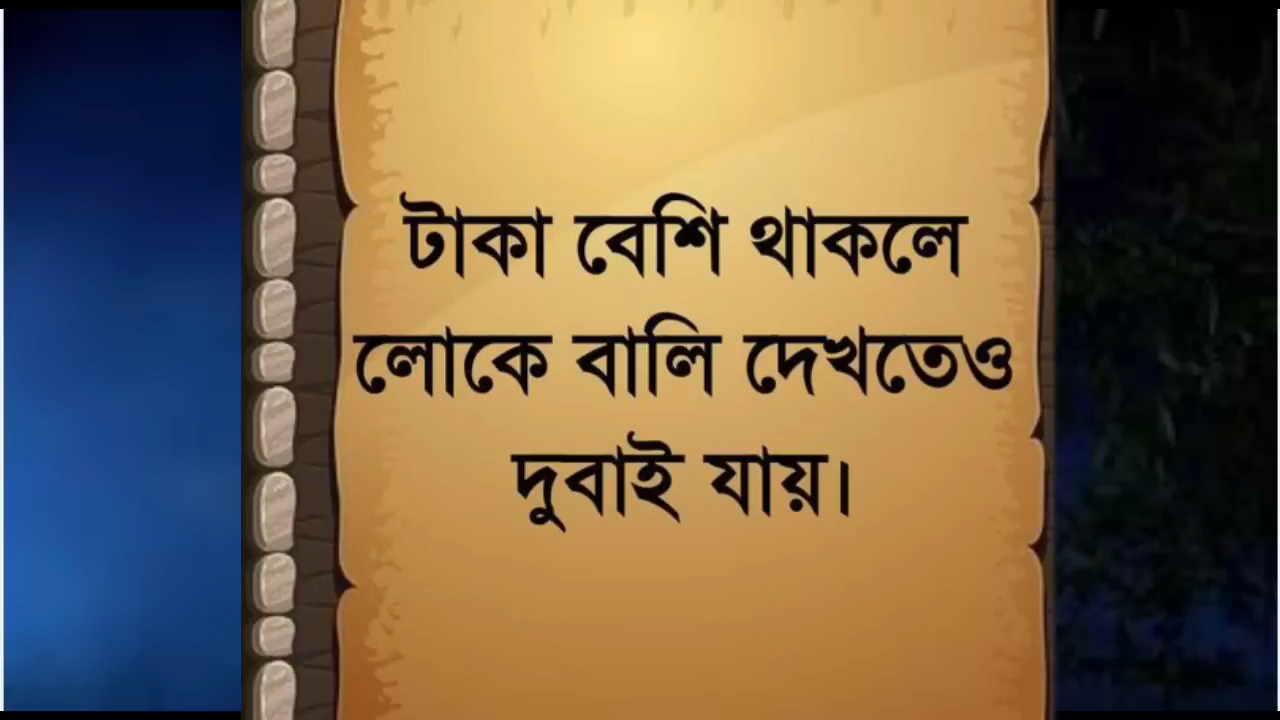 টাকা বেশি থাকলে
লোকে বালি দেখতেও
দুবাই যায়।